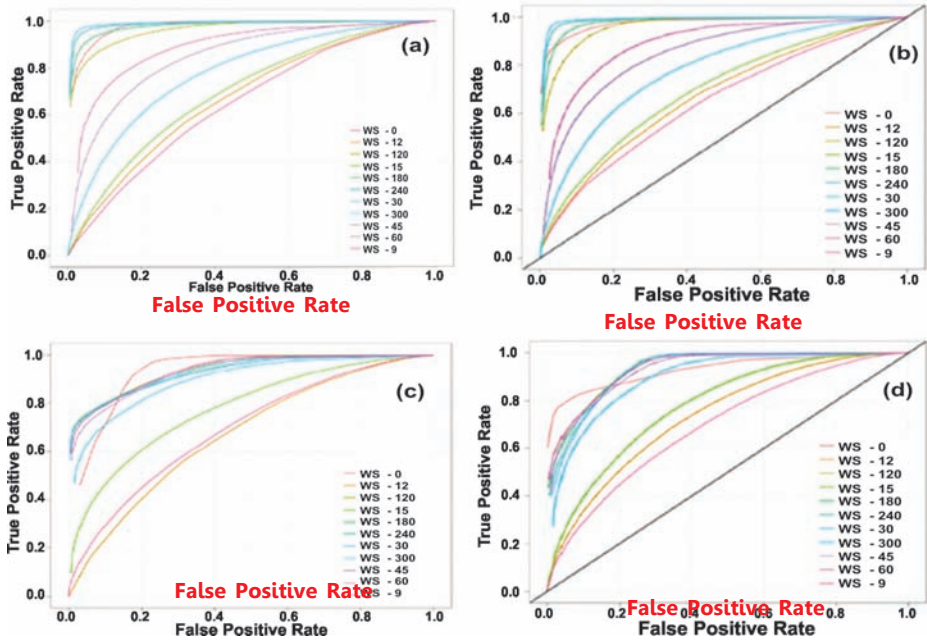 (a)
True Positive Rate
1.0
0.8
0.6
0.4
0.2
0.0
WS - 0
WS - 12
WS - 120
WS - 15
WS - 180
WS - 240
WS - 30
WS - 300
WS - 45
WS - 60
WS - 9
0.0 0.2 0.4 0.6 0.8 1.0
False Positive Rate
False Positive Rate
(b)
True Positive Rate
1.0
0.8
0.6
0.4
0.2
0.0
WS - 0
WS - 12
WS - 120
WS - 15
WS - 180
WS - 240
WS - 30
WS - 300
WS - 45
WS - 60
WS - 9
0.0 0.2 0.4 0.6 0.8 1.0
False Positive Rate
False Positive Rate
(c)
True Positive Rate
1.0
0.8
0.6
0.4
0.2
0.0
WS - 0
WS - 12
WS - 120
WS - 15
WS - 180
WS - 240
WS - 30
WS - 300
WS - 45
WS - 60
WS - 9
False Positive Rate
0.0 0.2 0.4 0.6 0.8 1.0
False Positive Rate
(d)
True Positive Rate
1.0
0.8
0.6
0.4
0.2
0.0
WS - 0
WS - 12
WS - 120
WS - 15
WS - 180
WS - 240
WS - 30
WS - 300
WS - 45
WS - 60
WS - 9
False Positive Rate
0.0 0.2 0.4 0.6 0.8 1.0
False Positive Rate